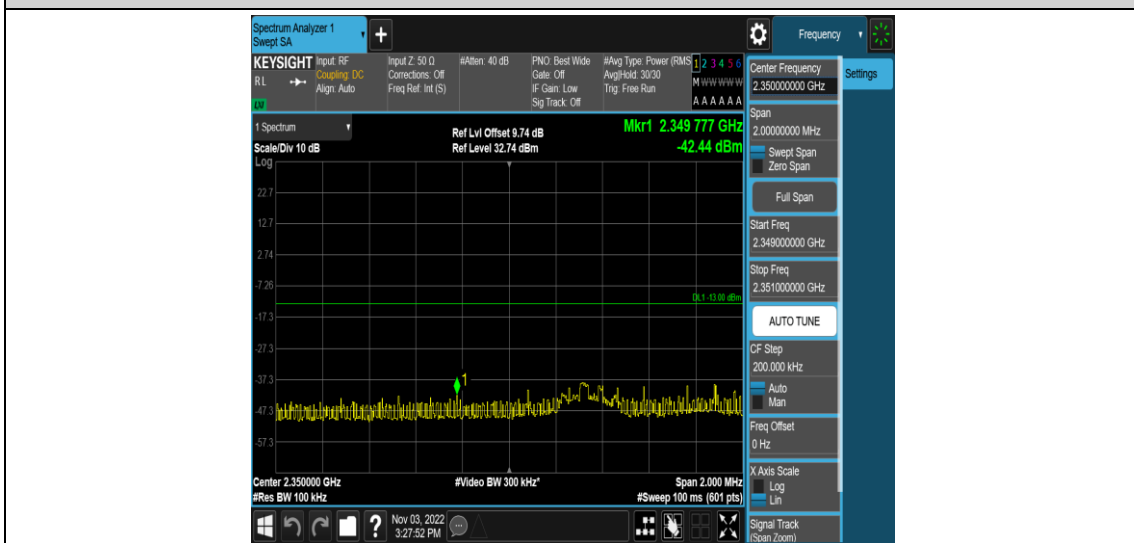 Spectrum Analyzer 1
Swept SA
+
Frequency
KEYSIGHT
RL
LXI
Input: RF
Coupling: DC
Align: Auto
Input Z: 50 Ω
Corrections: Off
Freq Ref: Int (S)
#Atten: 40 dB
PNO: Best Wide
Gate: Off
IF Gain: Low
Sig Track: Off
#Avg Type: Power (RMS
Avg|Hold: 30/30
Trig: Free Run
1 2 3 4 5 6
M W W W W W
A A A A A A
1 Spectrum
Scale/Div 10 dB
Log
Ref Lvl Offset 9.74 dB
Ref Level 32.74 dBm
Mkr1 2.349 777 GHz
-42.44 dBm
22.7
12.7
2.74
-7.26
DL1 -13.00 dBm
-17.3
-27.3
-37.3
1
-47.3
-57.3
Center 2.350000 GHz
#Res BW 100 kHz
#Video BW 300 kHz*
Span 2.000 MHz
#Sweep 100 ms (601 pts)
?
Nov 03, 2022
3:27:52 PM
Center Frequency
2.350000000 GHz
Settings
Span
2.00000000 MHz
Swept Span
Zero Span
Full Span
Start Freq
2.349000000 GHz
Stop Freq
2.351000000 GHz
AUTO TUNE
CF Step
200.000 kHz
Auto
Man
Freq Offset
0 Hz
X Axis Scale
Log
Lin
Signal Track
(Span Zoom)